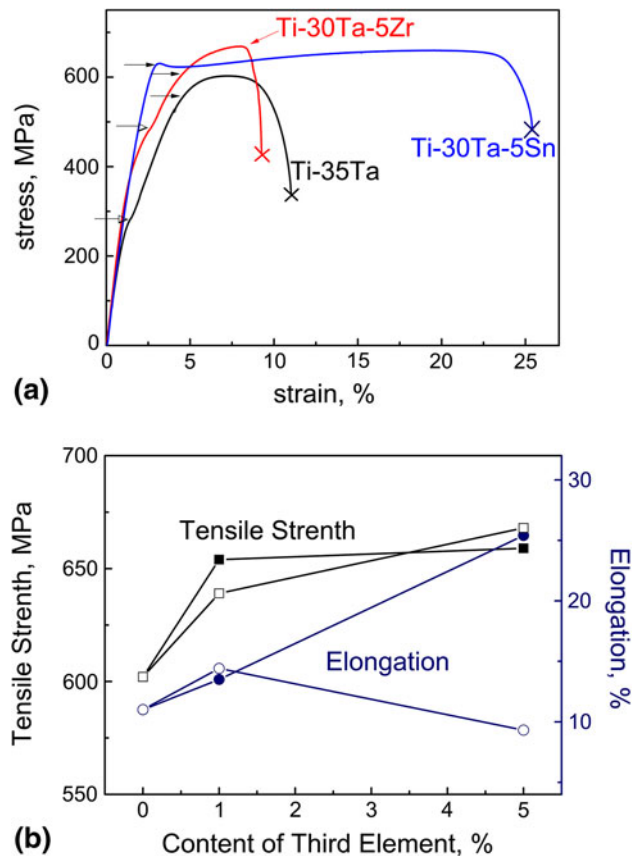 Ti-30Ta-5Zr
600
400
200
0
stress, MPa)
Ti-35Ta
Ti-30Ta-5Sn
0 5 10 15 20 25
(a)
strain, %
700
650
600
550
Tensile Strenth, MPa
Tensile Strenth
Elongation
30
20
10
Elongation, %
0 1 2 3 4 5
(b)
Content of Third Element, %